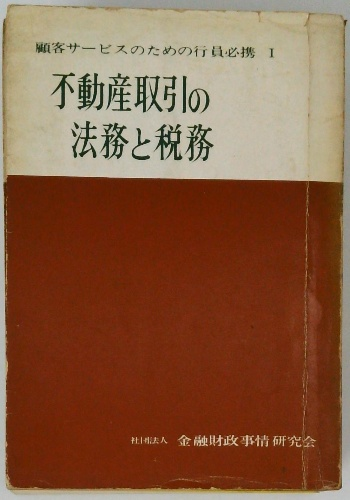 顧客サービスのための行員必携 I
不動産取引の
法務と税務
社団法人 金融財政事情研究会